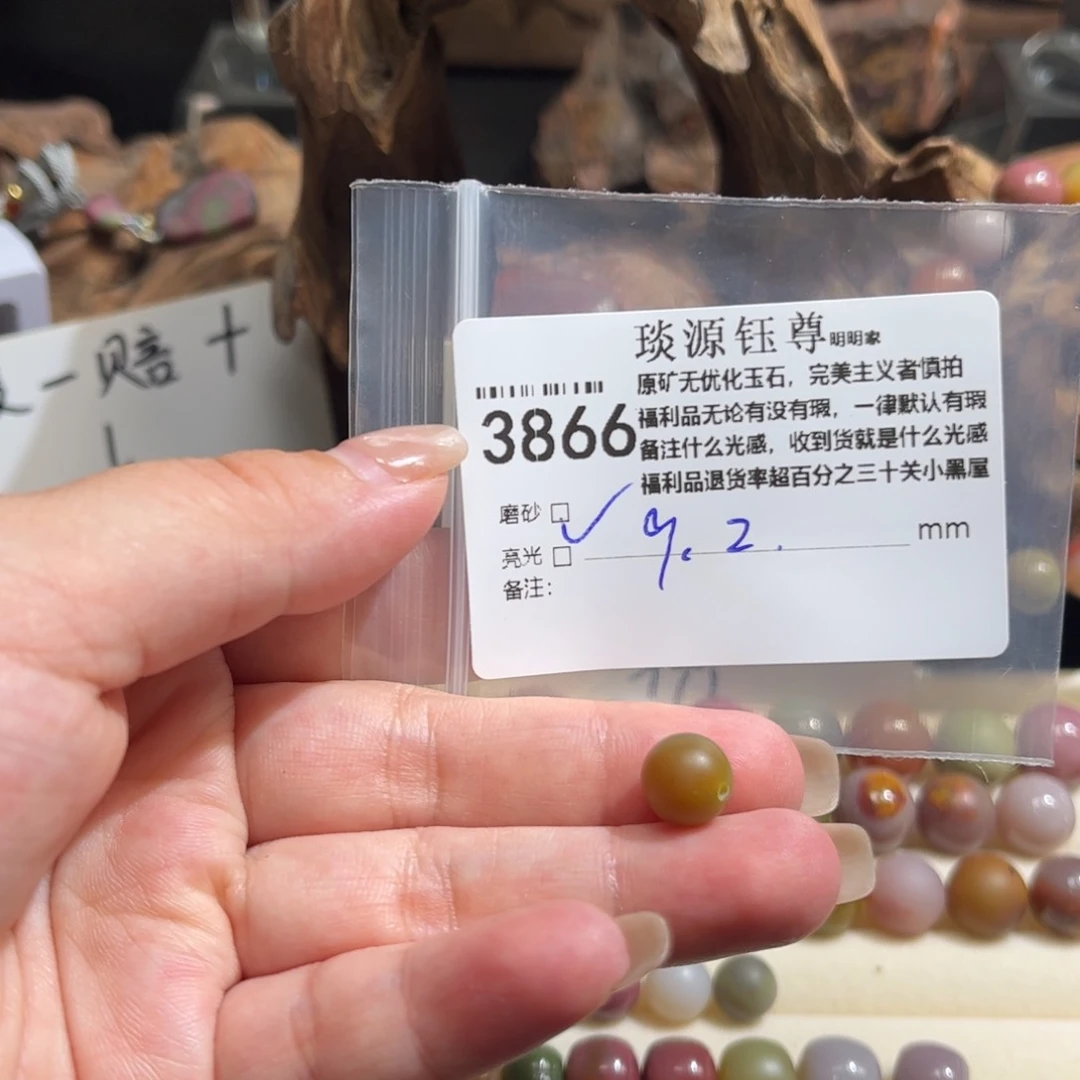 琰源钰尊明明家
原矿无优化玉石，完美主义者慎拍
3866
福利品无论有没有瑕，一律默认有瑕
备注什么光感，收到货就是什么光感
福利品退货率超百分之三十关小黑屋
磨砂 □ ✓
亮光 □ 9.2. mm
备注：
一赔十